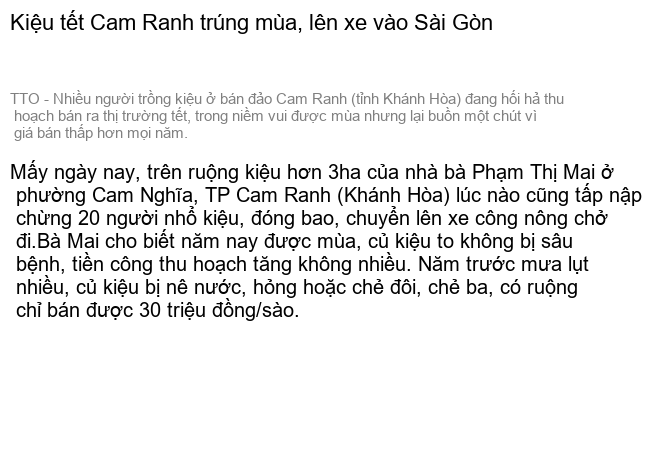 Kiệu tết Cam Ranh trúng mùa, lên xe vào Sài Gòn
TTO - Nhiều người trồng kiệu ở bán đảo Cam Ranh (tỉnh Khánh Hòa) đang hối hả thu
hoạch bán ra thị trường tết, trong niềm vui được mùa nhưng lại buồn một chút vì
giá bán thấp hơn mọi năm.
Mấy ngày nay, trên ruộng kiệu hơn 3ha của nhà bà Phạm Thị Mai ở
phường Cam Nghĩa, TP Cam Ranh (Khánh Hòa) lúc nào cũng tấp nập
chừng 20 người nhổ kiệu, đóng bao, chuyển lên xe công nông chở
đi.Bà Mai cho biết năm nay được mùa, củ kiệu to không bị sâu
bệnh, tiền công thu hoạch tăng không nhiều. Năm trước mưa lụt
nhiều, củ kiệu bị nê nước, hỏng hoặc chẻ đôi, chẻ ba, có ruộng
chỉ bán được 30 triệu đồng/sào.